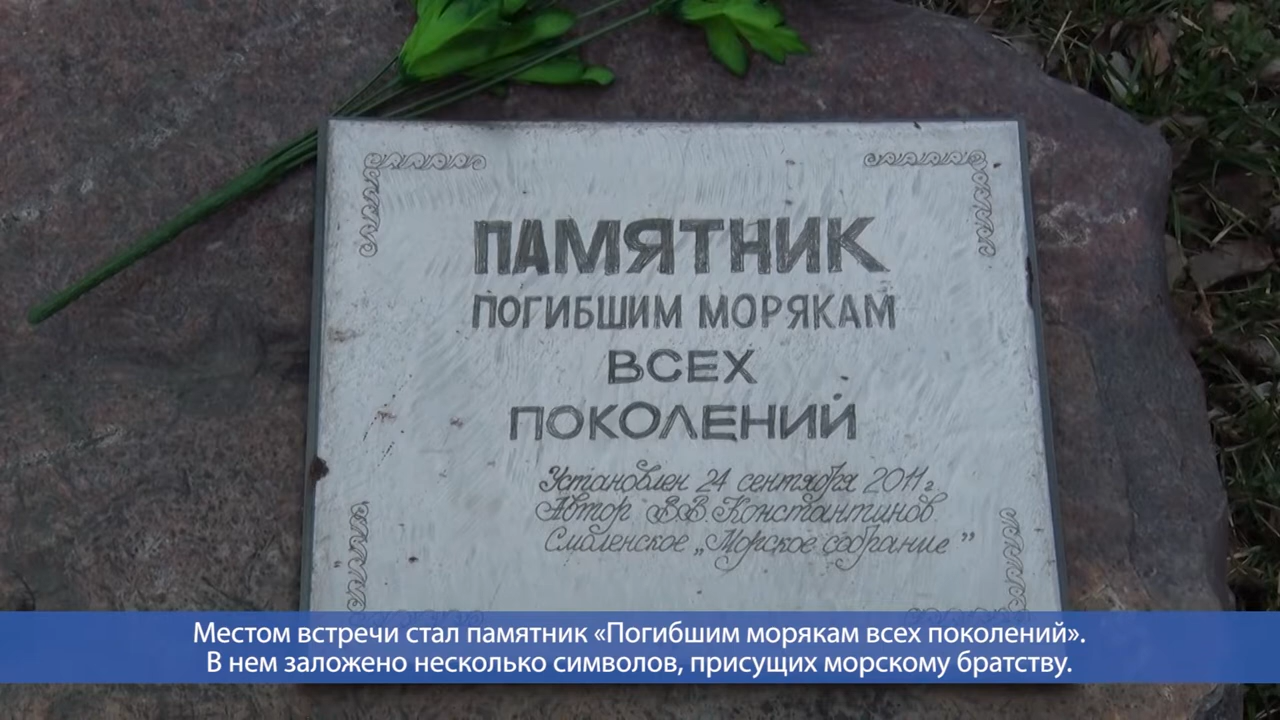 ПАМЯТНИК
ПОГИБШИМ МОРЯКАМ
ВСЕХ
ПОКОЛЕНИЙ
Установлен 24 сентября 2011г.
Автор В.В. Константинов
Смоленское „Морское собрание”
Местом встречи стал памятник «Погибшим морякам всех поколений».
В нем заложено несколько символов, присущих морскому братству.